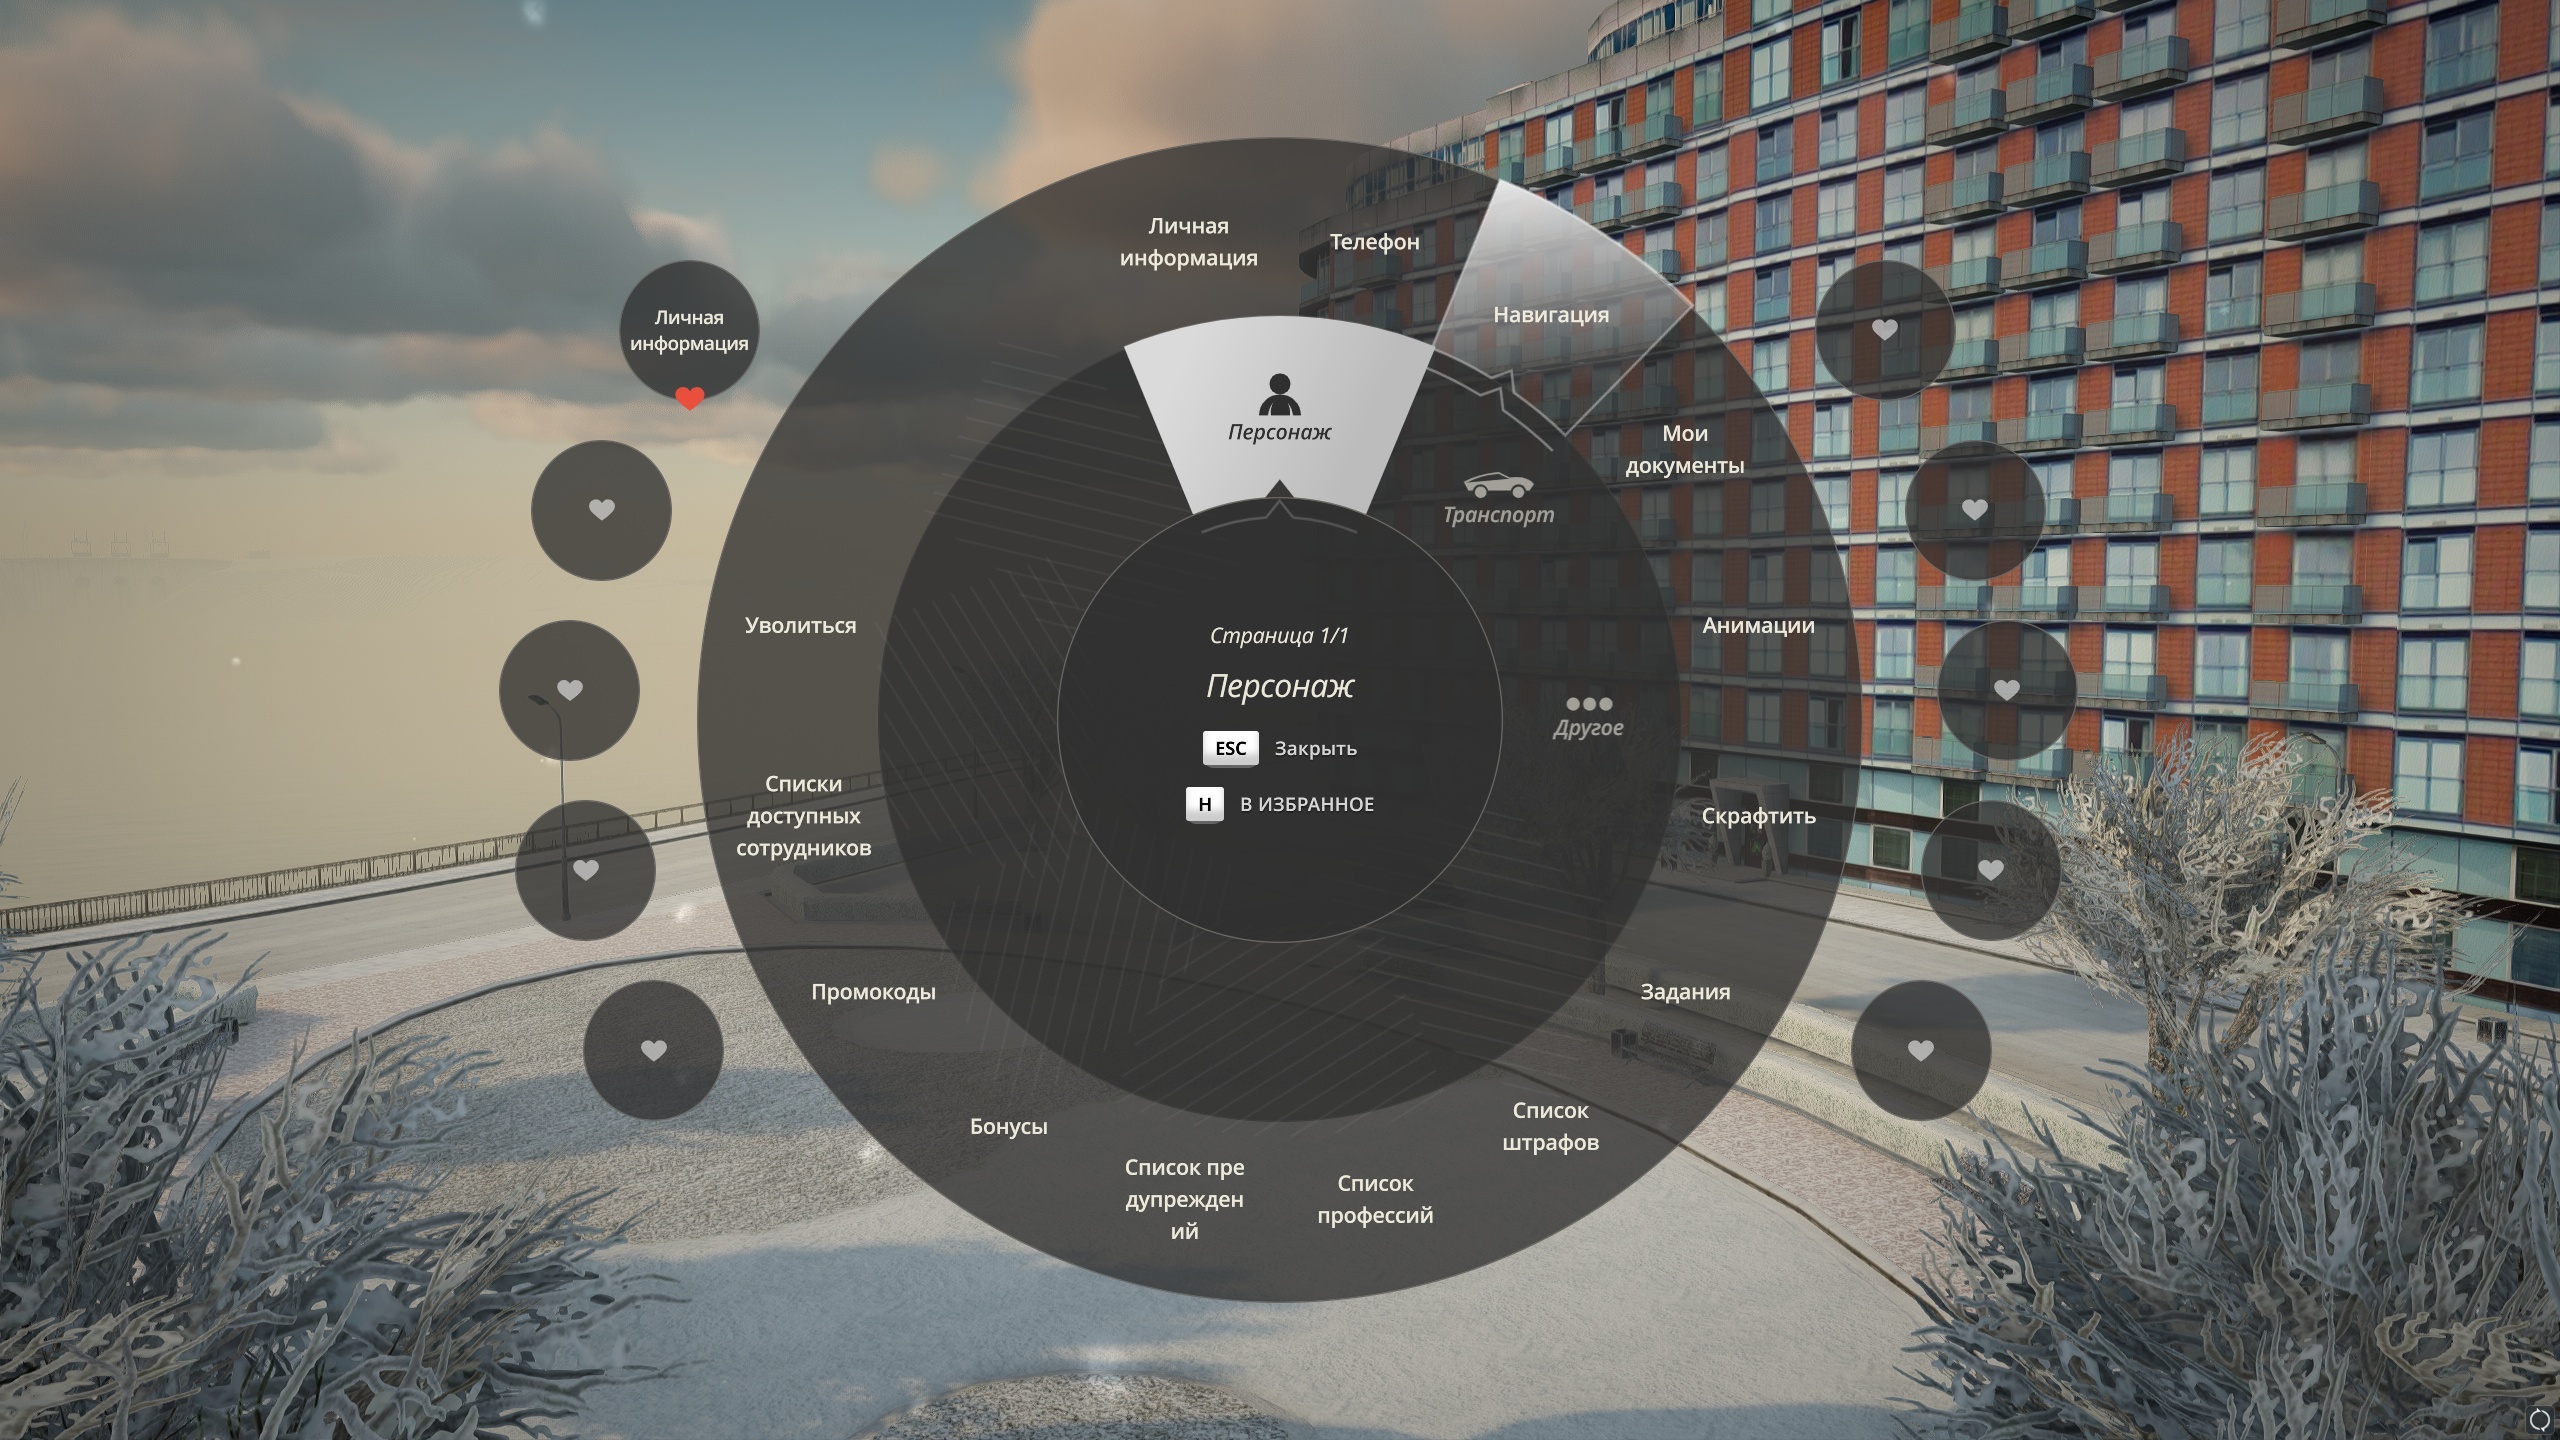 Личная
информация
Телефон
Навигация
Личная
информация
Персонаж
Мои
документы
Транспорт
Уволиться
Анимации
Страница 1/1
Персонаж
Другое
ESC Закрыть
Списки
доступных
сотрудников
H В ИЗБРАННОЕ
Скрафтить
Промокоды
Задания
Бонусы
Список
штрафов
Список пре
дупрежден
ий
Список
профессий